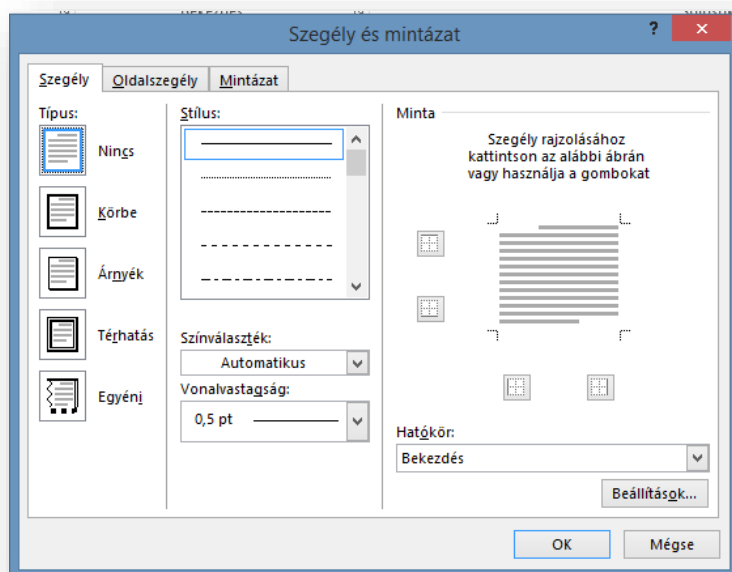 Szegély és mintázat
?
Szegély
Oldalszegély
Mintázat
Típus:
Nincs
Körbe
Árnyék
Térhatás
Egyéni
Stílus:
Színválaszték:
Automatikus
Vonalvastagság:
0,5 pt
Minta
Szegély rajzolásához
kattintson az alábbi ábrán
vagy használja a gombokat
Hatókör:
Bekezdés
Beállítások...
OK
Mégse